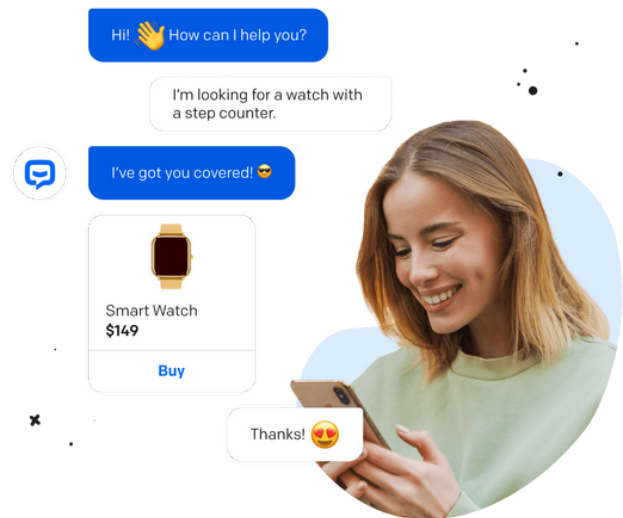 Hi! 👋 How can I help you?
I'm looking for a watch with
a step counter.
I've got you covered! 😎
Smart Watch
$149
Buy
Thanks! 😍